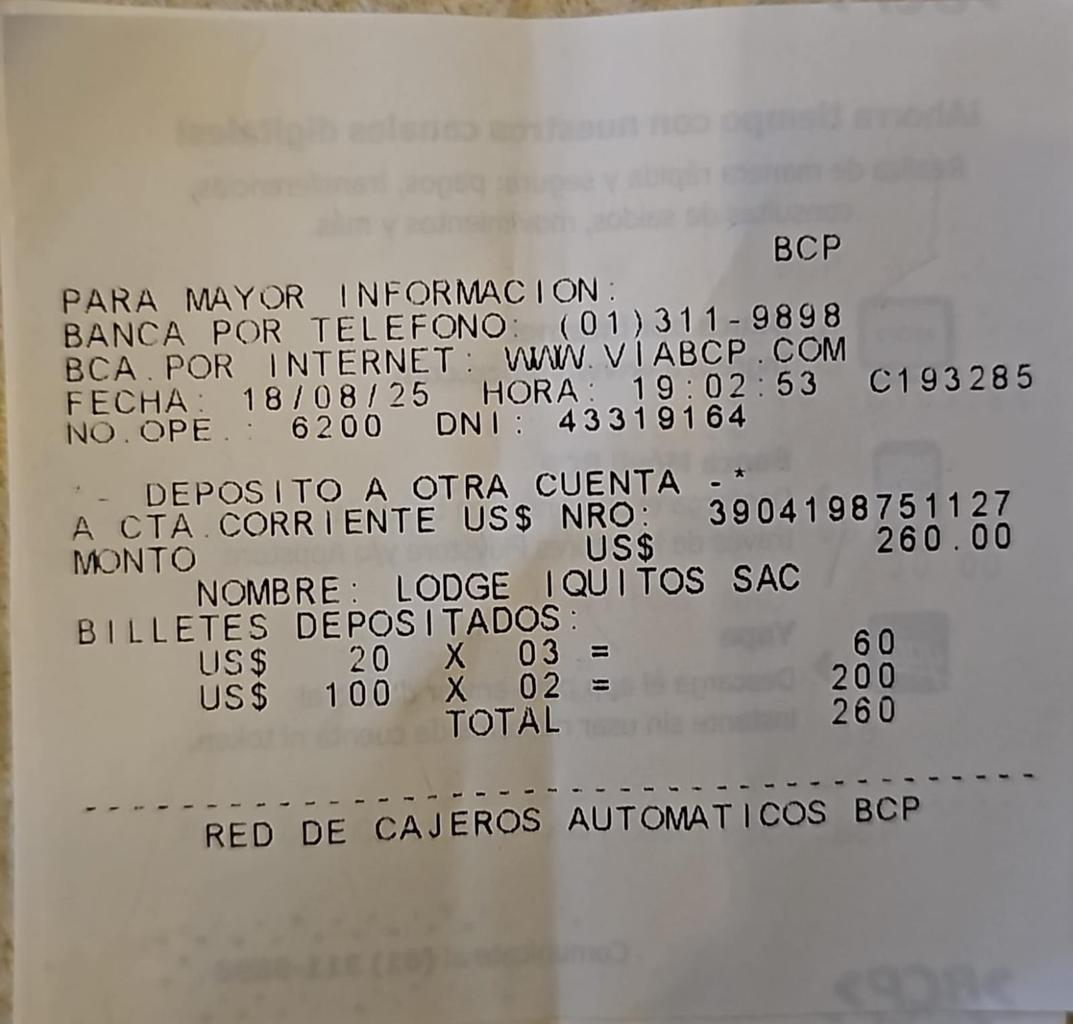 BCP
PARA MAYOR INFORMACION:
BANCA POR TELEFONO: (01)311-9898
BCA.POR INTERNET: WWW.VIABCP.COM
FECHA: 18/08/25 HORA: 19:02:53 C193285
NO.OPE.: 6200 DNI: 43319164
- DEPOSITO A OTRA CUENTA -*
A CTA.CORRIENTE US$ NRO: 3904198751127
MONTO US$ 260.00
NOMBRE: LODGE IQUITOS SAC
BILLETES DEPOSITADOS:
US$ 20 X 03 = 60
US$ 100 X 02 = 200
TOTAL 260
--------------------------------
RED DE CAJEROS AUTOMATICOS BCP